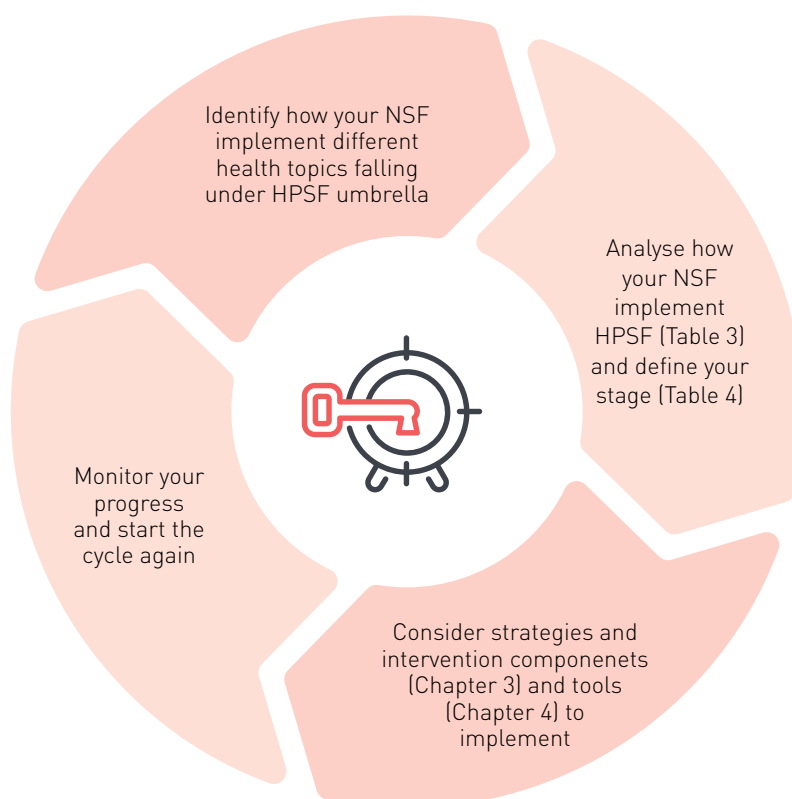 Identify how your NSF
implement different
health topics falling
under HPSF umbrella
Analyse how
your NSF
implement
HPSF (Table 3)
and define your
stage (Table 4)
Consider strategies and
intervention componenets
(Chapter 3) and tools
(Chapter 4) to
implement
Monitor your
progress
and start the
cycle again